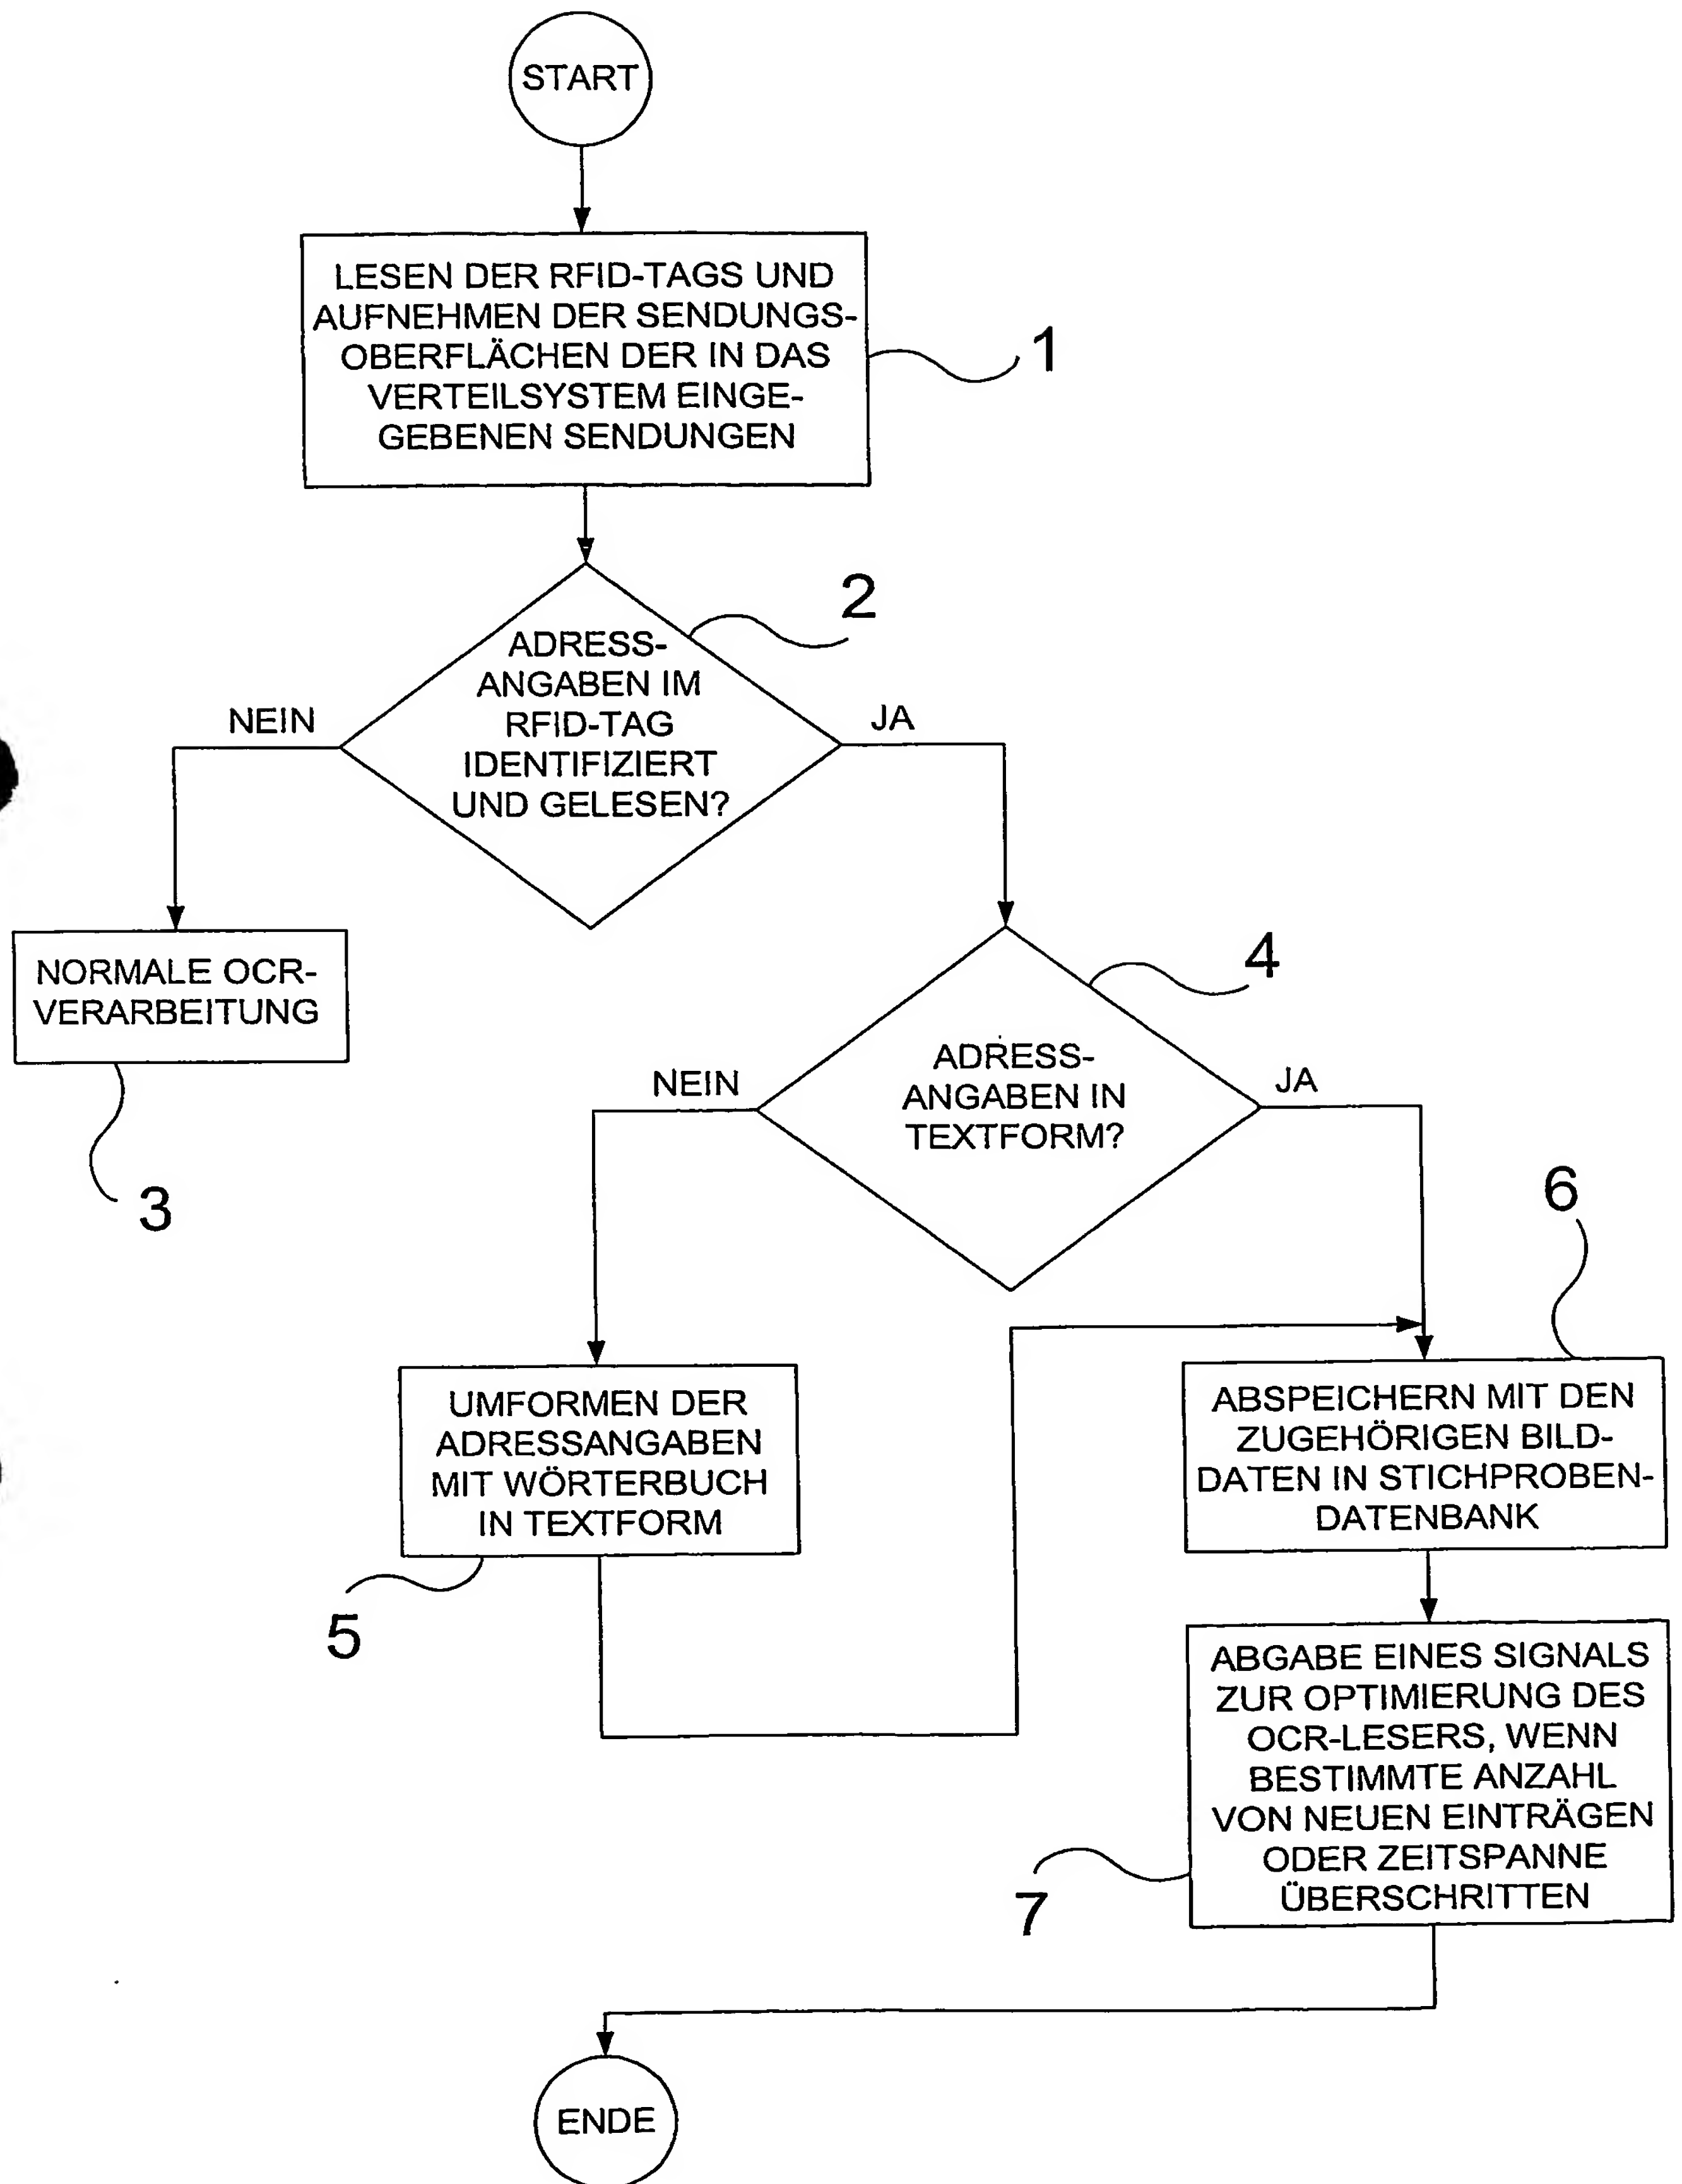 START
LESEN DER RFID-TAGS UND
AUFNEHMEN DER SENDUNGS-
OBERFLÄCHEN DER IN DAS
VERTEILSYSTEM EINGE-
GEBENEN SENDUNGEN
1
2
ADRESS-
ANGABEN IM
RFID-TAG
IDENTIFIZIERT
UND GELESEN?
NEIN
JA
NORMALE OCR-
VERARBEITUNG
3
4
ADRESS-
ANGABEN IN
TEXTFORM?
NEIN
JA
UMFORMEN DER
ADRESSANGABEN
MIT WÖRTERBUCH
IN TEXTFORM
5
6
ABSPEICHERN MIT DEN
ZUGEHÖRIGEN BILD-
DATEN IN STICHPROBEN-
DATENBANK
ABGABE EINES SIGNALS
ZUR OPTIMIERUNG DES
OCR-LESERS, WENN
BESTIMMTE ANZAHL
VON NEUEN EINTRÄGEN
ODER ZEITSPANNE
ÜBERSCHRITTEN
7
ENDE